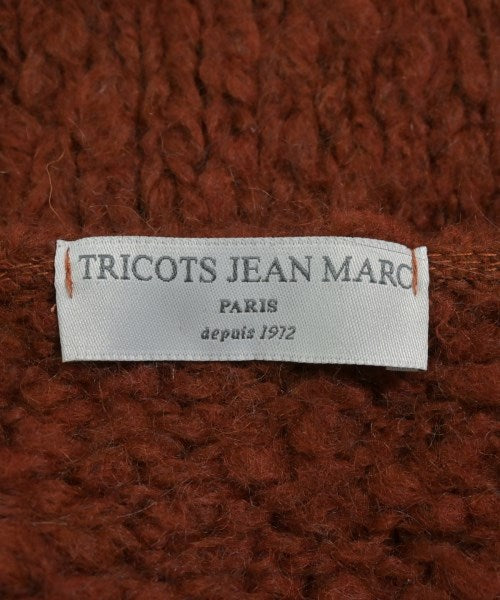 TRICOTS JEAN MARC
PARIS
depuis 1972